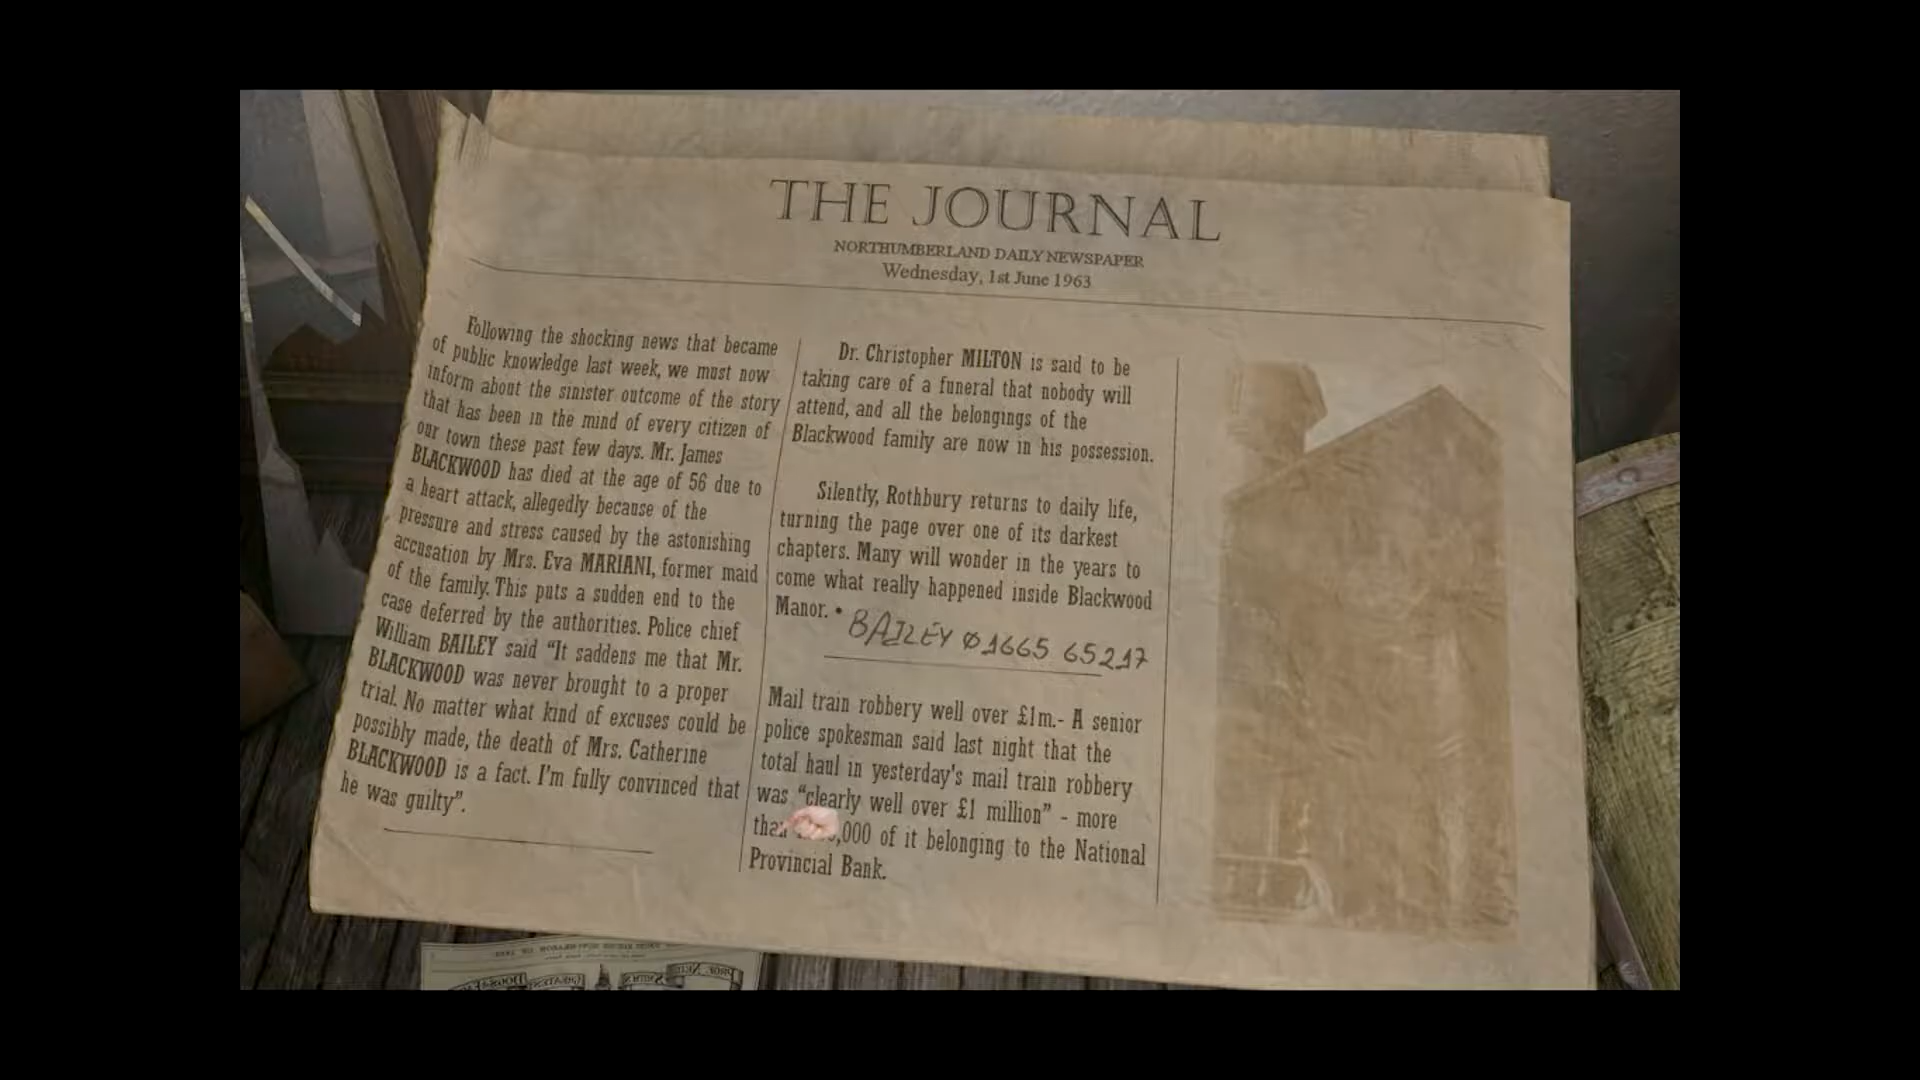 THE JOURNAL
NORTHUMBERLAND DAILY NEWSPAPER
Wednesday, 1st June 1963
Following the shocking news that became
of public knowledge last week, we must now
inform about the sinister outcome of the story
that has been in the mind of every citizen of
our town these past few days. Mr. James
BLACKWOOD has died at the age of 56 due to
a heart attack, allegedly because of the
pressure and stress caused by the astonishing
accusation by Mrs. Eva MARIANI, former maid
of the family. This puts a sudden end to the
case deferred by the authorities. Police chief
William BAILEY said “It saddens me that Mr.
BLACKWOOD was never brought to a proper
trial. No matter what kind of excuses could be
possibly made, the death of Mrs. Catherine
BLACKWOOD is a fact. I'm fully convinced that
he was guilty”.
Dr. Christopher MILTON is said to be
taking care of a funeral that nobody will
attend, and all the belongings of the
Blackwood family are now in his possession.
Silently, Rothbury returns to daily life,
turning the page over one of its darkest
chapters. Many will wonder in the years to
come what really happened inside Blackwood
Manor. •
BAILEY 01665 65217
Mail train robbery well over £1m.- A senior
police spokesman said last night that the
total haul in yesterday's mail train robbery
was “clearly well over £1 million” - more
than ,000 of it belonging to the National
Provincial Bank.